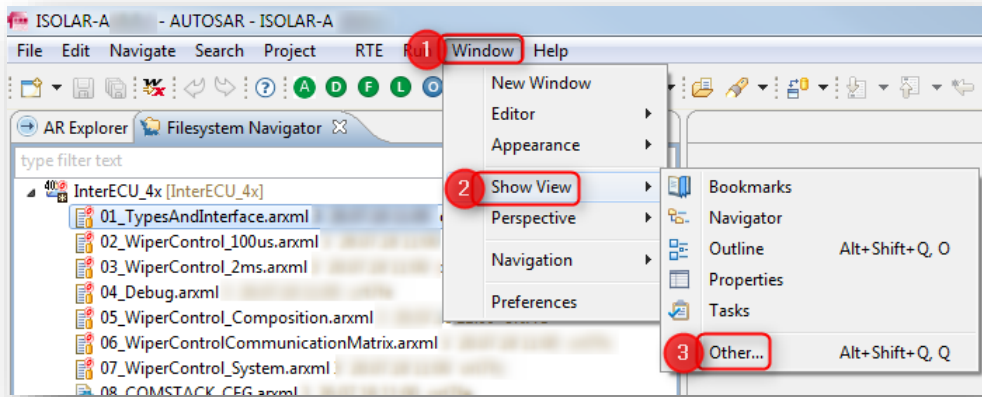 ISOLAR-A - AUTOSAR - ISOLAR-A
File Edit Navigate Search Project RTE 1 Window Help
A D F L O
New Window
AR Explorer Filesystem Navigator
Editor
type filter text
Appearance
InterECU_4x [InterECU_4x]
2 Show View
Bookmarks
01_TypesAndInterface.arxml
Perspective
Navigator
02_WiperControl_100us.arxml
Outline Alt+Shift+Q, O
03_WiperControl_2ms.arxml
Navigation
Properties
04_Debug.arxml
Preferences
Tasks
05_WiperControl_Composition.arxml
06_WiperControlCommunicationMatrix.arxml
3 Other... Alt+Shift+Q, Q
07_WiperControl_System.arxml
08_COMSTACK_CFG.arxml